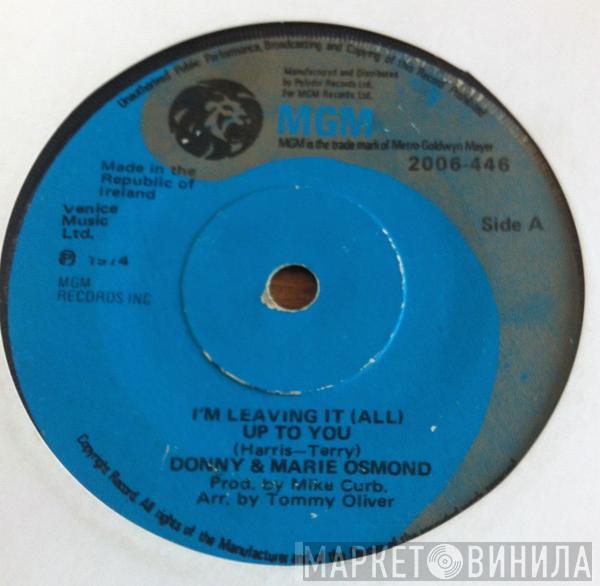 Unauthorised Public Performance, Broadcasting and Copying of this Record Prohibited
Manufactured and Distributed
by Polydor Records Ltd.
For MGM Records Ltd.
MGM
MGM is the trade mark of Metro-Goldwyn Mayer
2006-446
Made in the
Republic of
Ireland
Side A
Venice
Music
Ltd.
℗ 1974
MGM
RECORDS INC
I'M LEAVING IT (ALL)
UP TO YOU
(Harris—Terry)
DONNY & MARIE OSMOND
Prod. by Mike Curb.
Arr. by Tommy Oliver
Copyright Record. All rights of the Manufacturer
МАРКЕТ ВИНИЛА